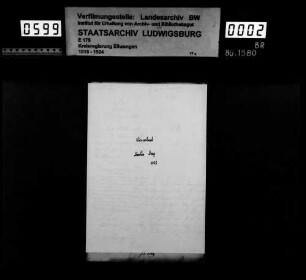 0599
Verfilmungsstelle: Landesarchiv BW
Institut für Erhaltung von Archiv- und Bibliotheksgut
STAATSARCHIV LUDWIGSBURG
E 175
Kreisregierung Ellwangen
1818 - 1924
0002
BR
Bü.1580